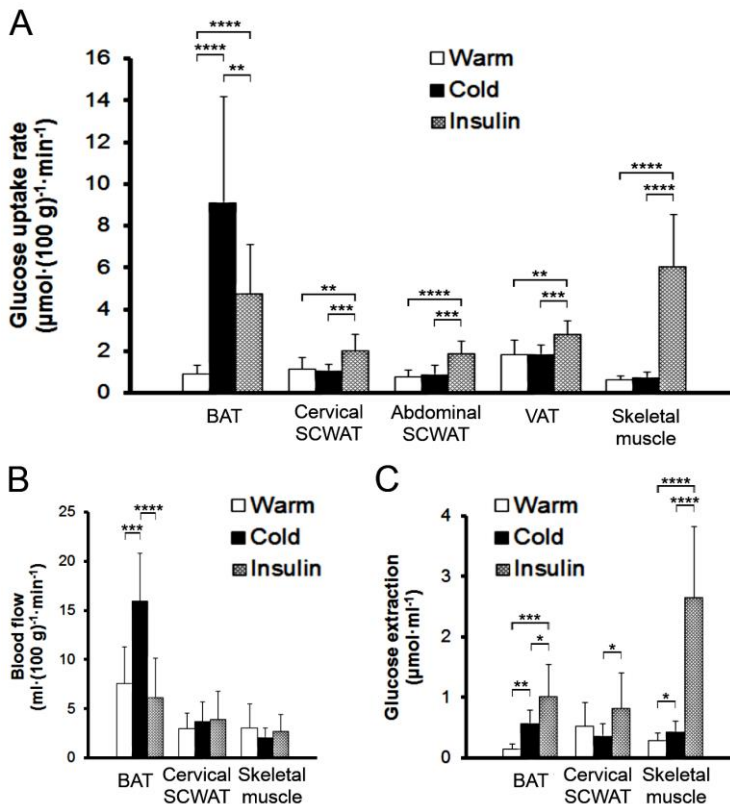 A
Glucose uptake rate
(µmol·(100 g)⁻¹·min⁻¹)
16
14
12
10
8
6
4
2
0
Warm
Cold
Insulin
****
****
**
**
***
****
***
**
***
****
****
BAT
Cervical
SCWAT
Abdominal
SCWAT
VAT
Skeletal
muscle
B
Blood flow
(ml·(100 g)⁻¹·min⁻¹)
25
20
15
10
5
0
Warm
Cold
Insulin
****
***
BAT
Cervical
SCWAT
Skeletal
muscle
C
Glucose extraction
(µmol·ml⁻¹)
4
3
2
1
0
Warm
Cold
Insulin
***
*
**
*
****
****
*
BAT
Cervical
SCWAT
Skeletal
muscle